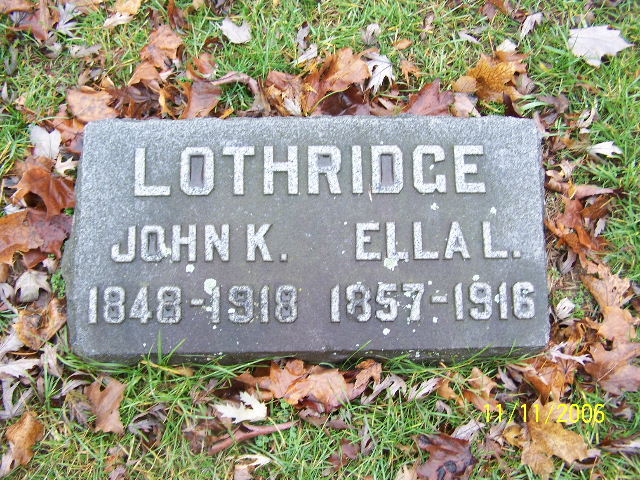 LOTHRIDGE
JOHN K. ELLA L.
1848-1918 1857-1916
11/11/2006